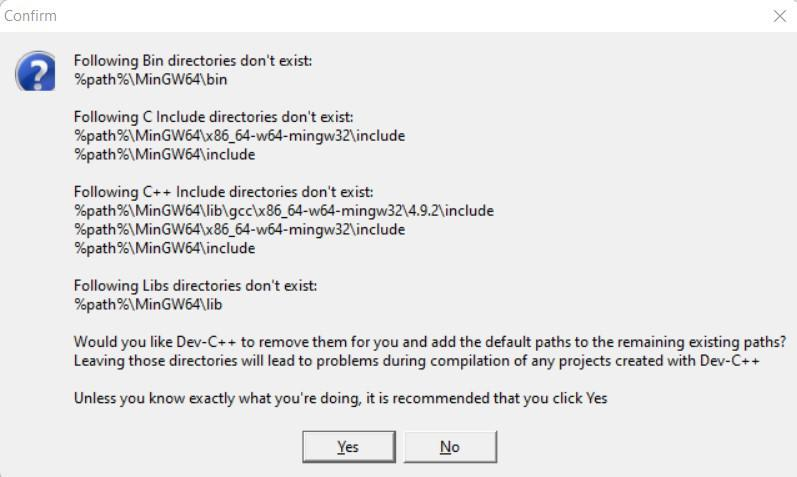 Confirm
Following Bin directories don't exist:
%path%\MinGW64\bin
Following C Include directories don't exist:
%path%\MinGW64\x86_64-w64-mingw32\include
%path%\MinGW64\include
Following C++ Include directories don't exist:
%path%\MinGW64\lib\gcc\x86_64-w64-mingw32\4.9.2\include
%path%\MinGW64\x86_64-w64-mingw32\include
%path%\MinGW64\include
Following Libs directories don't exist:
%path%\MinGW64\lib
Would you like Dev-C++ to remove them for you and add the default paths to the remaining existing paths?
Leaving those directories will lead to problems during compilation of any projects created with Dev-C++
Unless you know exactly what you're doing, it is recommended that you click Yes
Yes
No